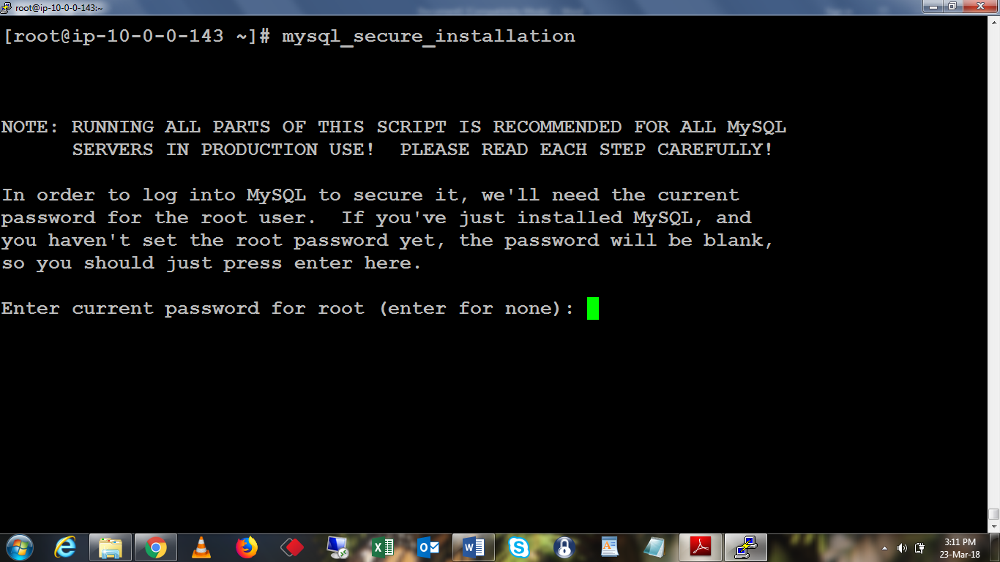 root@ip-10-0-0-143:~
[root@ip-10-0-0-143 ~]# mysql_secure_installation
NOTE: RUNNING ALL PARTS OF THIS SCRIPT IS RECOMMENDED FOR ALL MySQL
SERVERS IN PRODUCTION USE!  PLEASE READ EACH STEP CAREFULLY!
In order to log into MySQL to secure it, we'll need the current
password for the root user.  If you've just installed MySQL, and
you haven't set the root password yet, the password will be blank,
so you should just press enter here.
Enter current password for root (enter for none):
3:11 PM
23-Mar-18